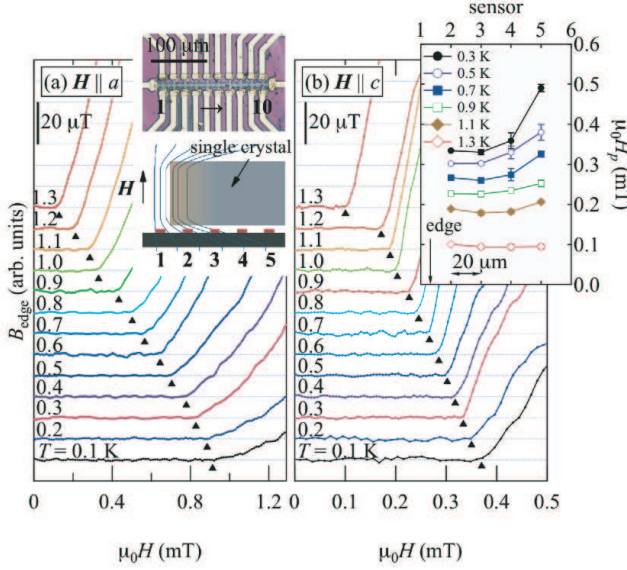 sensor
1 2 3 4 5 6
100 μm
1 → 10
(a) H || a
20 μT
single crystal
H
1 2 3 4 5
1.3
1.2
1.1
1.0
0.9
0.8
0.7
0.6
0.5
0.4
0.3
0.2
T = 0.1 K
B_edge (arb. units)
0 0.4 0.8 1.2
μ₀H (mT)
(b) H || c
20 μT
1.3
1.2
1.1
1.0
0.9
0.8
0.7
0.6
0.5
0.4
0.3
0.2
T = 0.1 K
0 0.1 0.2 0.3 0.4 0.5
μ₀H (mT)
0.3 K
0.5 K
0.7 K
0.9 K
1.1 K
1.3 K
edge
20 μm
0.6
0.5
0.4
0.3
0.2
0.1
0.0
μ₀H_p (mT)